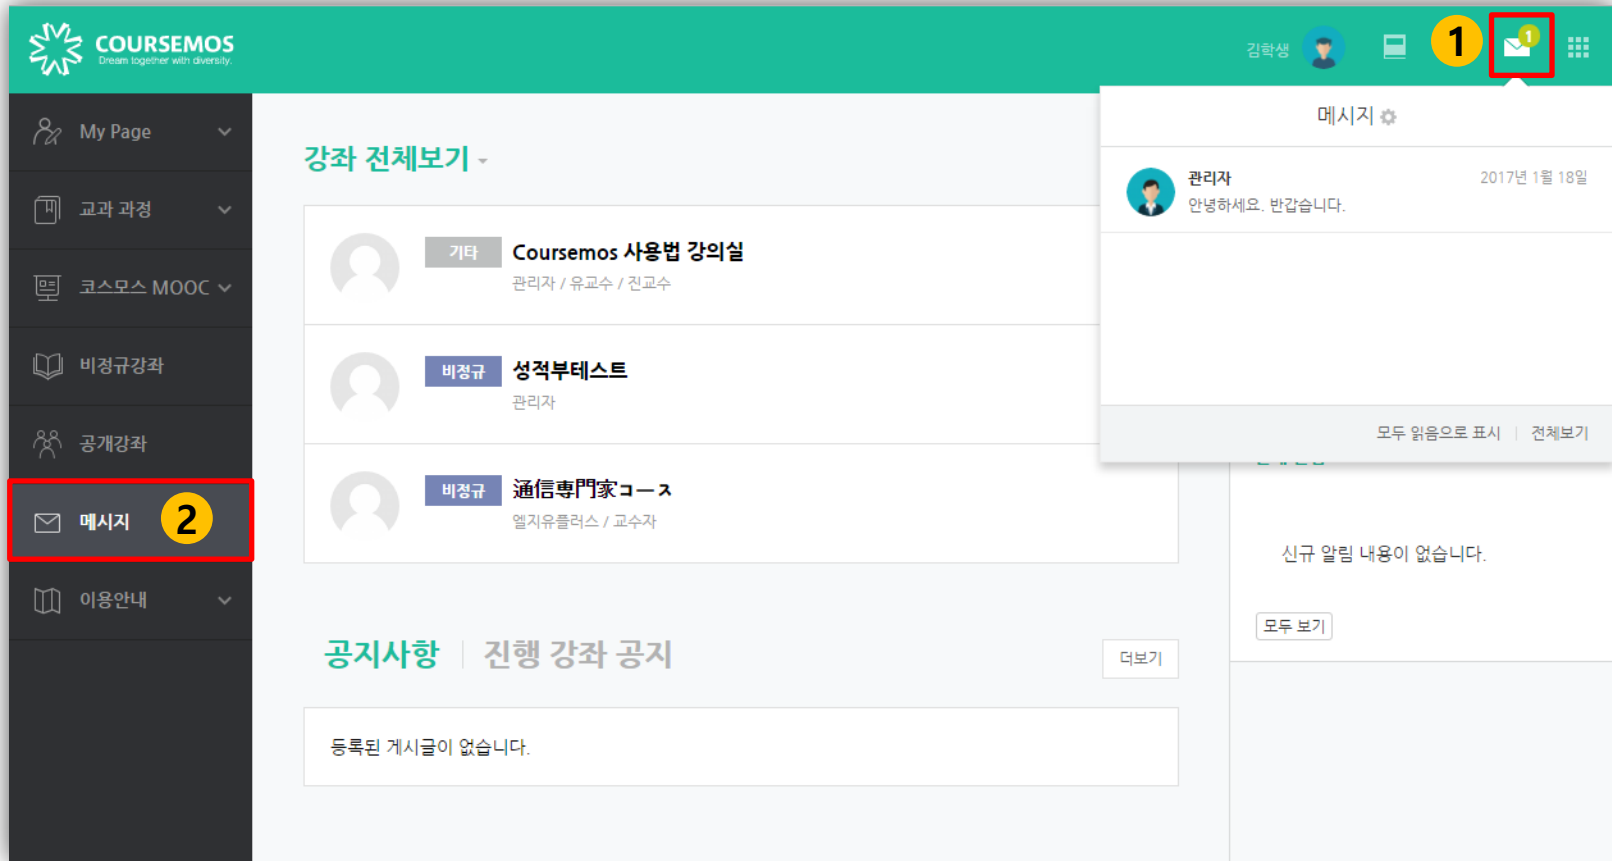 COURSEMOS
Dream together with diversity.
김학생
1
1
My Page
교과 과정
코스모스 MOOC
비정규강좌
공개강좌
메시지
2
이용안내
강좌 전체보기
기타
Coursemos 사용법 강의실
관리자 / 유교수 / 진교수
비정규
성적부테스트
관리자
비정규
通信専門家コース
엘지유플러스 / 교수자
공지사항
진행 강좌 공지
더보기
등록된 게시글이 없습니다.
메시지
관리자
2017년 1월 18일
안녕하세요. 반갑습니다.
모두 읽음으로 표시
전체보기
신규 알림 내용이 없습니다.
모두 보기